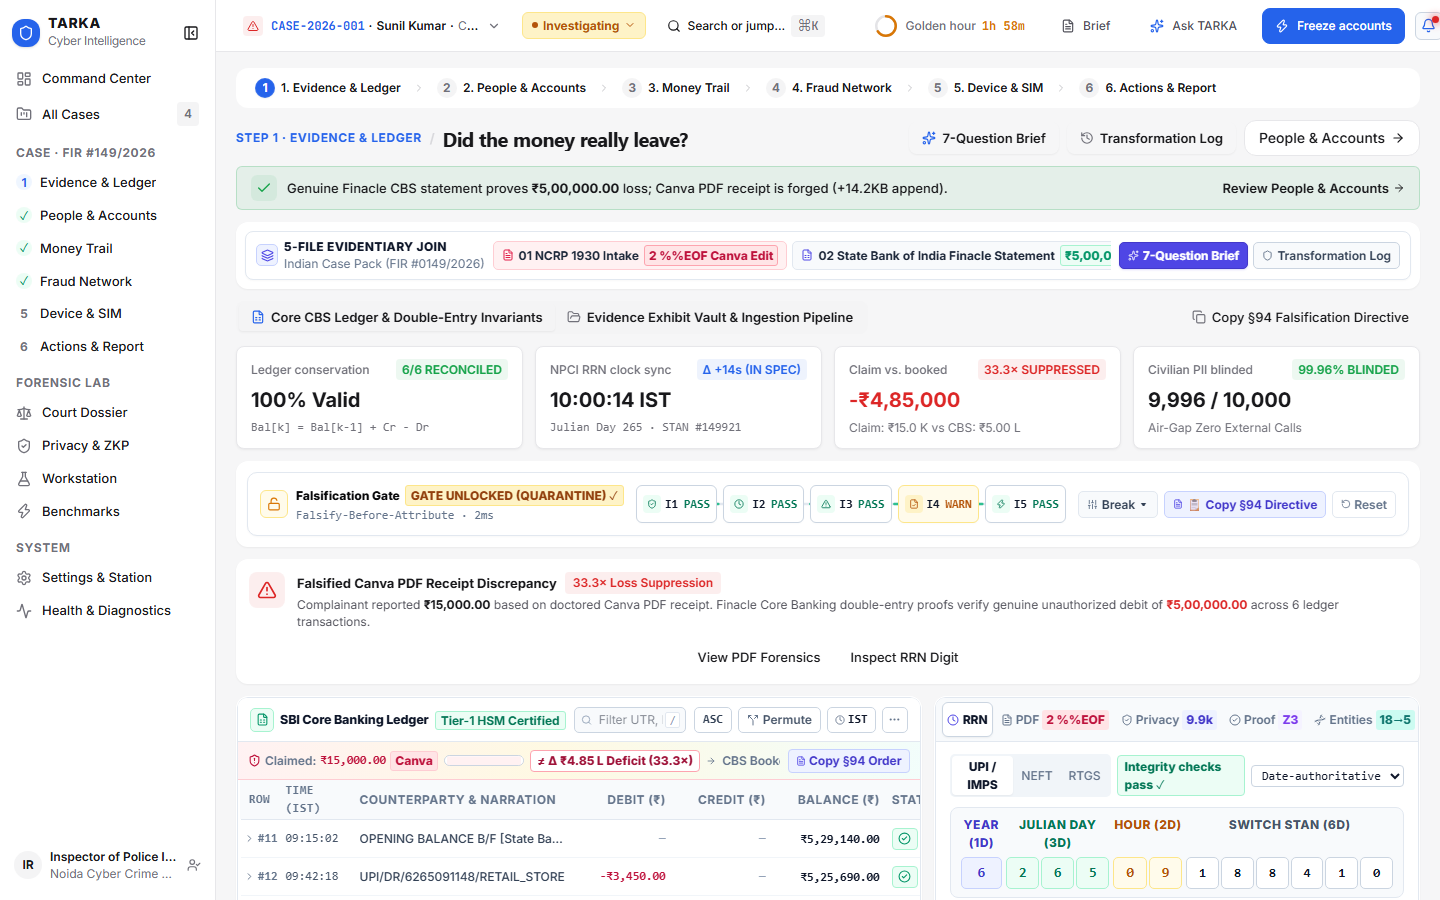 TARKA
Cyber Intelligence
CASE-2026-001 · Sunil Kumar · C...
Investigating
Search or jump... ⌘K
Golden hour 1h 58m
Brief
Ask TARKA
Freeze accounts
Command Center
All Cases 4
CASE · FIR #149/2026
1 Evidence & Ledger
✓ People & Accounts
✓ Money Trail
✓ Fraud Network
5 Device & SIM
6 Actions & Report
FORENSIC LAB
Court Dossier
Privacy & ZKP
Workstation
Benchmarks
SYSTEM
Settings & Station
Health & Diagnostics
IR Inspector of Police I...
Noida Cyber Crime ...
1 1. Evidence & Ledger
2 2. People & Accounts
3 3. Money Trail
4 4. Fraud Network
5 5. Device & SIM
6 6. Actions & Report
STEP 1 · EVIDENCE & LEDGER / Did the money really leave?
7-Question Brief
Transformation Log
People & Accounts →
Genuine Finacle CBS statement proves ₹5,00,000.00 loss; Canva PDF receipt is forged (+14.2KB append).
Review People & Accounts →
5-FILE EVIDENTIARY JOIN
Indian Case Pack (FIR #0149/2026)
01 NCRP 1930 Intake 2 %%EOF Canva Edit
02 State Bank of India Finacle Statement ₹5,00,0
7-Question Brief
Transformation Log
Core CBS Ledger & Double-Entry Invariants
Evidence Exhibit Vault & Ingestion Pipeline
Copy §94 Falsification Directive
Ledger conservation 6/6 RECONCILED
100% Valid
Bal[k] = Bal[k-1] + Cr - Dr
NPCI RRN clock sync Δ +14s (IN SPEC)
10:00:14 IST
Julian Day 265 · STAN #149921
Claim vs. booked 33.3× SUPPRESSED
-₹4,85,000
Claim: ₹15.0 K vs CBS: ₹5.00 L
Civilian PII blinded 99.96% BLINDED
9,996 / 10,000
Air-Gap Zero External Calls
Falsification Gate GATE UNLOCKED (QUARANTINE) ✓
Falsify-Before-Attribute · 2ms
I1 PASS
I2 PASS
I3 PASS
I4 WARN
I5 PASS
Break
Copy §94 Directive
Reset
Falsified Canva PDF Receipt Discrepancy 33.3× Loss Suppression
Complainant reported ₹15,000.00 based on doctored Canva PDF receipt. Finacle Core Banking double-entry proofs verify genuine unauthorized debit of ₹5,00,000.00 across 6 ledger
transactions.
View PDF Forensics
Inspect RRN Digit
SBI Core Banking Ledger Tier-1 HSM Certified
Filter UTR, /
ASC
Permute
IST
...
Claimed: ₹15,000.00 Canva
≠ Δ ₹4.85 L Deficit (33.3×)
→ CBS Book
Copy §94 Order
ROW TIME (IST) COUNTERPARTY & NARRATION DEBIT (₹) CREDIT (₹) BALANCE (₹) STAT
#11 09:15:02 OPENING BALANCE B/F [State Ba... — — ₹5,29,140.00
#12 09:42:18 UPI/DR/6265091148/RETAIL_STORE -₹3,450.00 — ₹5,25,690.00
RRN
PDF 2 %%EOF
Privacy 9.9k
Proof Z3
Entities 18→5
UPI / IMPS
NEFT
RTGS
Integrity checks pass ✓
Date-authoritative
YEAR (1D) JULIAN DAY (3D) HOUR (2D) SWITCH STAN (6D)
6 2 6 5 0 9 1 8 8 4 1 0